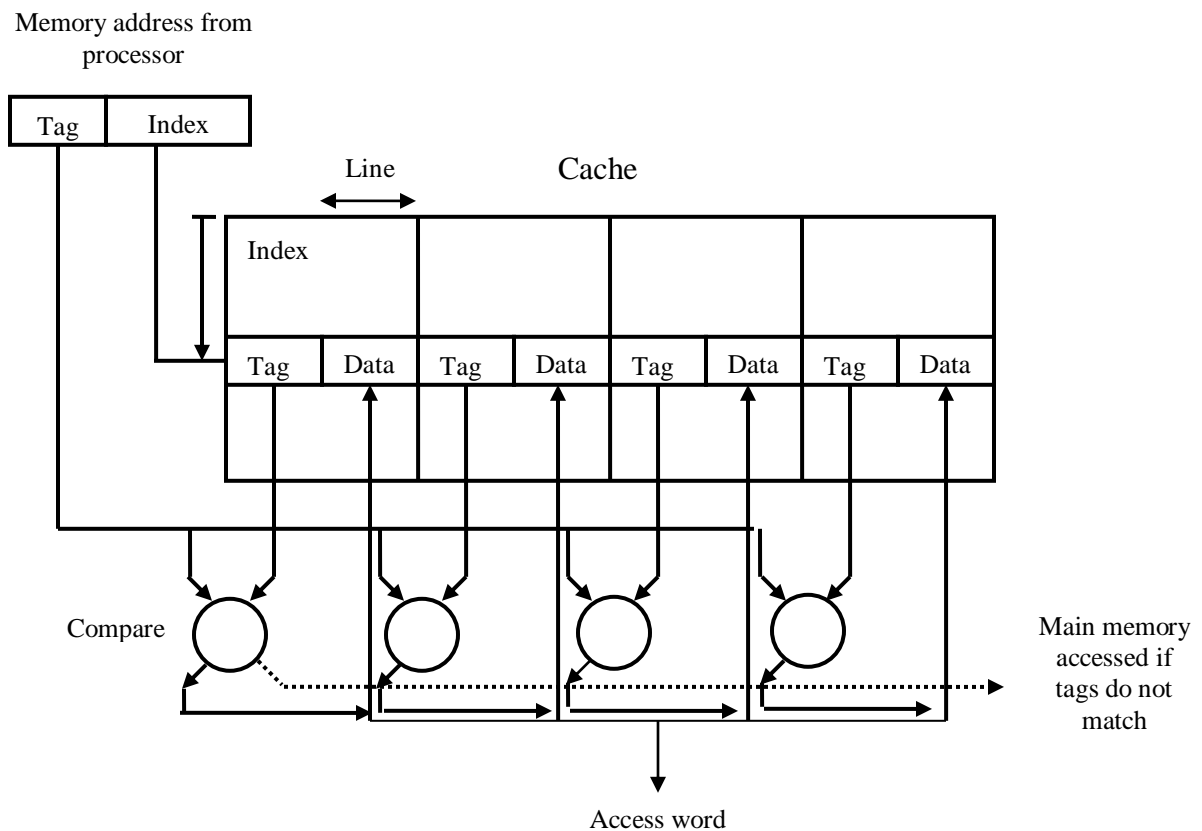 Memory address from
processor
Tag Index
Line
Cache
Index
Tag Data Tag Data Tag Data Tag Data
Compare
Main memory
accessed if
tags do not
match
Access word